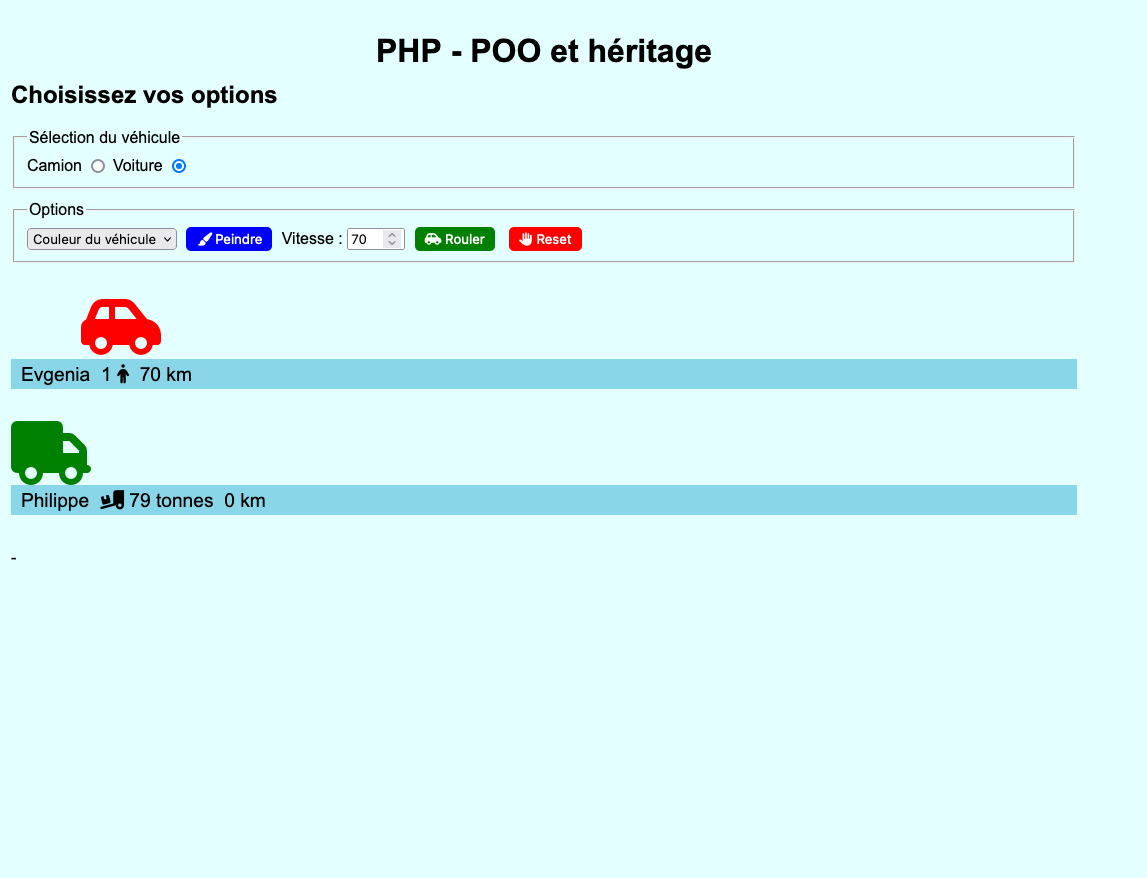 PHP - POO et héritage
Choisissez vos options
Sélection du véhicule
Camion Voiture
Options
Couleur du véhicule Peindre Vitesse : 70 Rouler Reset
Evgenia 1 70 km
Philippe 79 tonnes 0 km
-